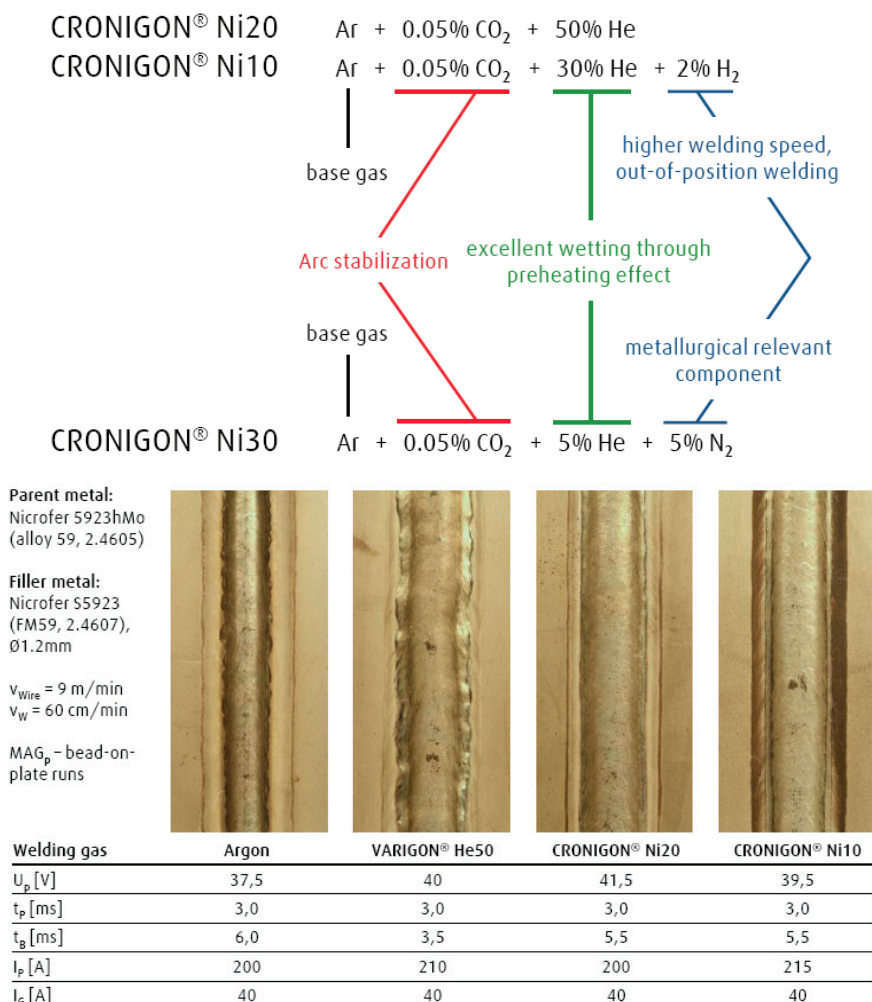 CRONIGON® Ni20 Ar + 0.05% CO₂ + 50% He
CRONIGON® Ni10 Ar + 0.05% CO₂ + 30% He + 2% H₂
higher welding speed,
out-of-position welding
base gas
Arc stabilization
excellent wetting through
preheating effect
base gas
metallurgical relevant
component
CRONIGON® Ni30 Ar + 0.05% CO₂ + 5% He + 5% N₂
Parent metal:
Nicrofer 5923hMo
(alloy 59, 2.4605)
Filler metal:
Nicrofer S5923
(FM59, 2.4607),
Ø1.2mm
vWire = 9 m/min
vW = 60 cm/min
MAGp – bead-on-
plate runs
Welding gas Argon VARIGON® He50 CRONIGON® Ni20 CRONIGON® Ni10
Up [V] 37,5 40 41,5 39,5
tP [ms] 3,0 3,0 3,0 3,0
tB [ms] 6,0 3,5 5,5 5,5
IP [A] 200 210 200 215
IG [A] 40 40 40 40